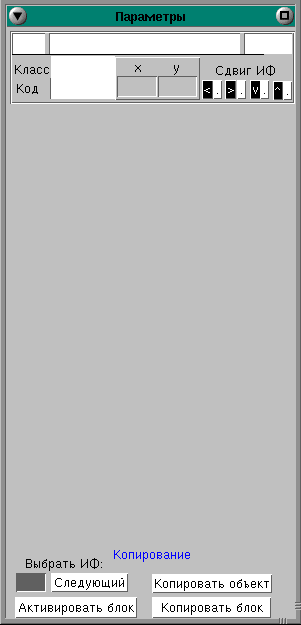 Параметры
Класс x y Сдвиг ИФ
Код < . > . v . ^ .
Копирование
Выбрать ИФ:
Следующий Копировать объект
Активировать блок Копировать блок